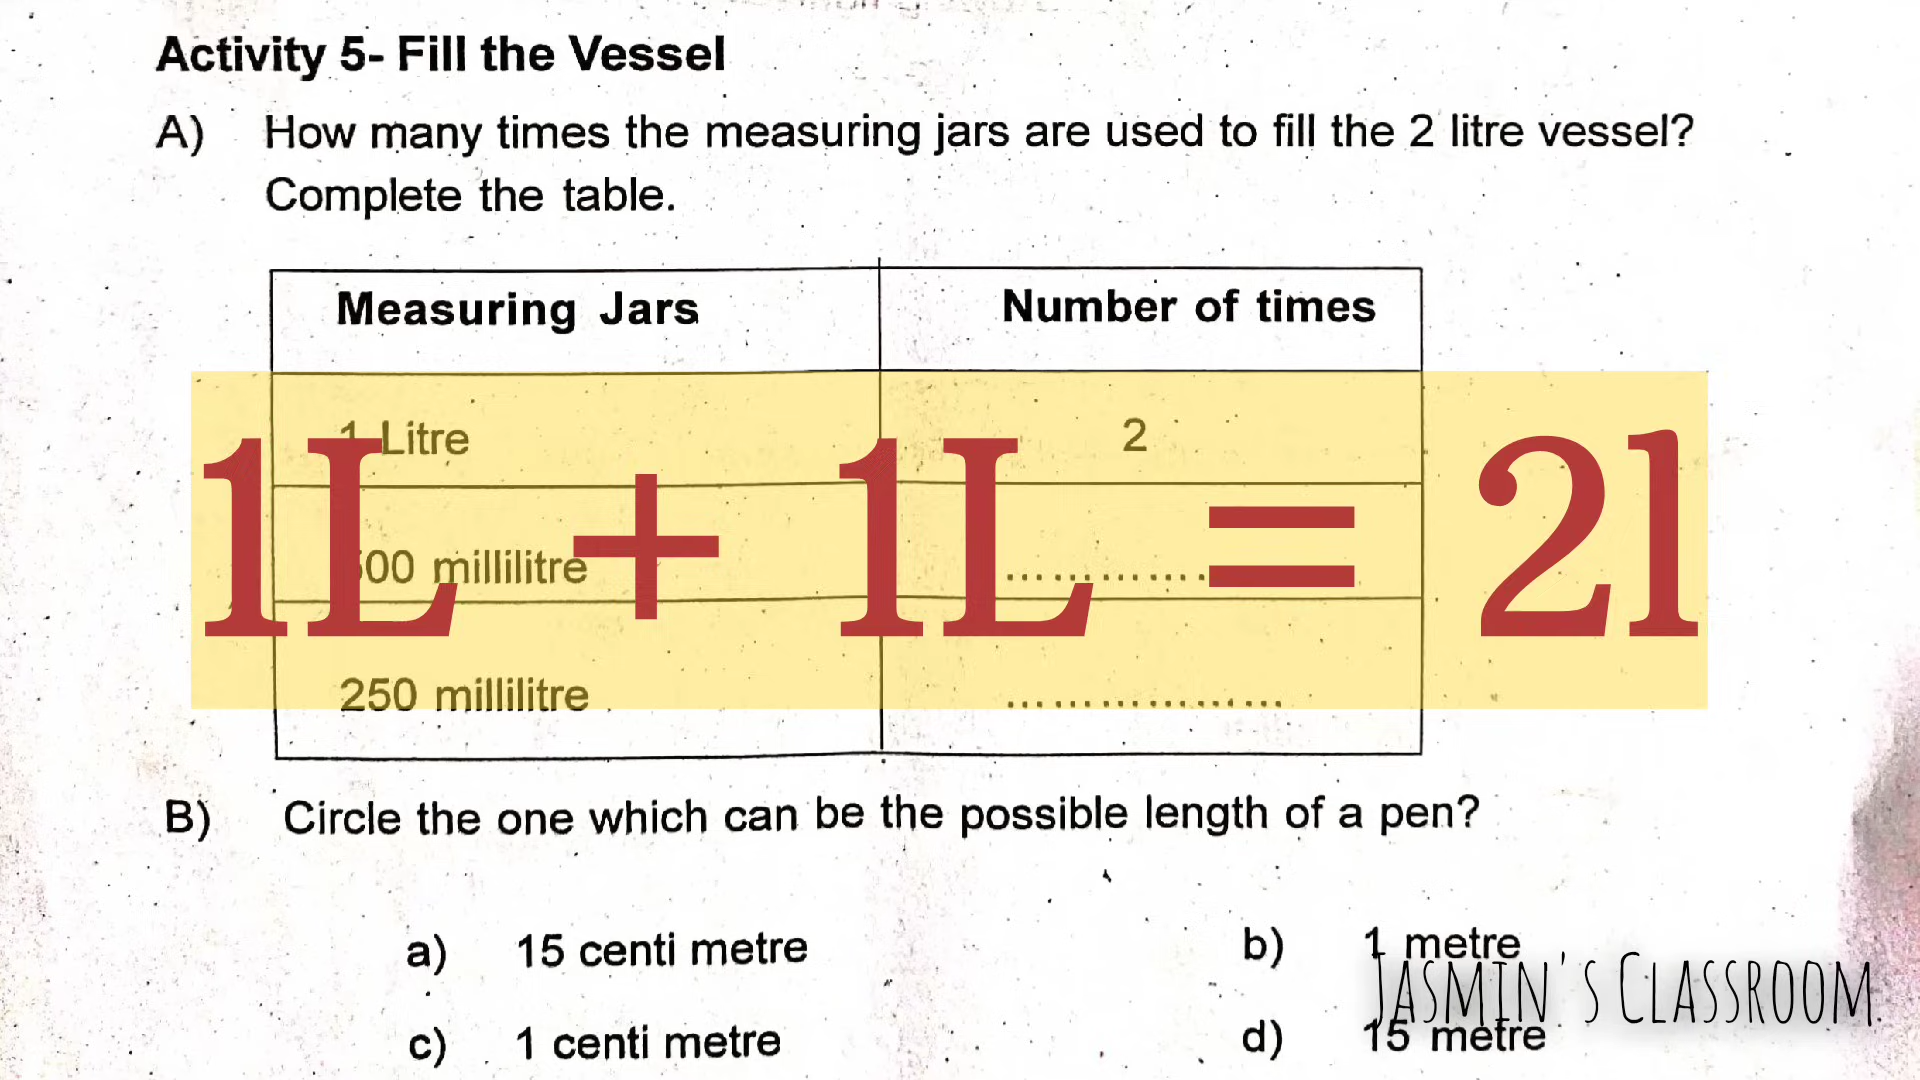 Activity 5- Fill the Vessel
A) How many times the measuring jars are used to fill the 2 litre vessel?
Complete the table.
Measuring Jars Number of times
1 Litre 2
1L + 1L = 2l
00 millilitre ..................
250 millilitre ..................
B) Circle the one which can be the possible length of a pen?
a) 15 centi metre b) 1 metre
Jasmin's Classroom.
c) 1 centi metre d) 15 metre